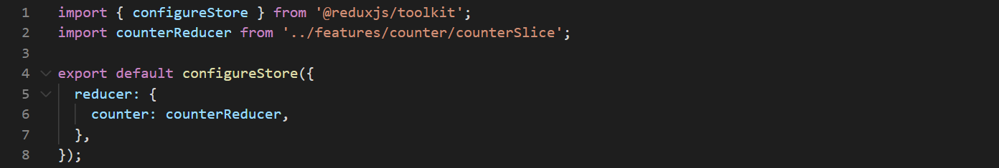 1 import { configureStore } from '@reduxjs/toolkit';
2 import counterReducer from '../features/counter/counterSlice';
3
4 export default configureStore({
5   reducer: {
6     counter: counterReducer,
7   },
8 });